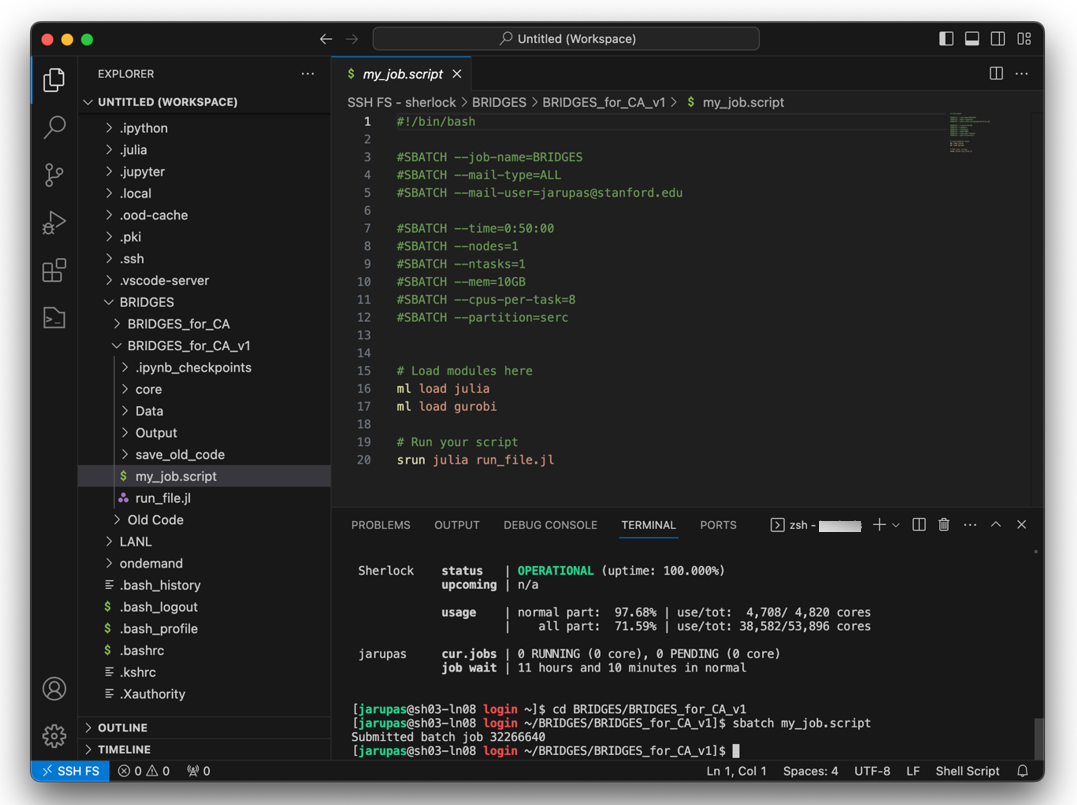 Untitled (Workspace)
EXPLORER
UNTITLED (WORKSPACE)
.ipython
.julia
.jupyter
.local
.ood-cache
.pki
.ssh
.vscode-server
BRIDGES
BRIDGES_for_CA
BRIDGES_for_CA_v1
.ipynb_checkpoints
core
Data
Output
save_old_code
$ my_job.script
run_file.jl
Old Code
LANL
ondemand
.bash_history
$ .bash_logout
$ .bash_profile
$ .bashrc
.kshrc
.Xauthority
OUTLINE
TIMELINE
$ my_job.script
SSH FS - sherlock > BRIDGES > BRIDGES_for_CA_v1 > $ my_job.script
1 #!/bin/bash
2
3 #SBATCH --job-name=BRIDGES
4 #SBATCH --mail-type=ALL
5 #SBATCH --mail-user=jarupas@stanford.edu
6
7 #SBATCH --time=0:50:00
8 #SBATCH --nodes=1
9 #SBATCH --ntasks=1
10 #SBATCH --mem=10GB
11 #SBATCH --cpus-per-task=8
12 #SBATCH --partition=serc
13
14
15 # Load modules here
16 ml load julia
17 ml load gurobi
18
19 # Run your script
20 srun julia run_file.jl
PROBLEMS OUTPUT DEBUG CONSOLE TERMINAL PORTS zsh -
Sherlock status | OPERATIONAL (uptime: 100.000%)
upcoming | n/a
usage | normal part: 97.68% | use/tot: 4,708/ 4,820 cores
| all part: 71.59% | use/tot: 38,582/53,896 cores
jarupas cur.jobs | 0 RUNNING (0 core), 0 PENDING (0 core)
job wait | 11 hours and 10 minutes in normal
[jarupas@sh03-ln08 login ~]$ cd BRIDGES/BRIDGES_for_CA_v1
[jarupas@sh03-ln08 login ~/BRIDGES/BRIDGES_for_CA_v1]$ sbatch my_job.script
Submitted batch job 32266640
[jarupas@sh03-ln08 login ~/BRIDGES/BRIDGES_for_CA_v1]$
SSH FS 0 0 0 Ln 1, Col 1 Spaces: 4 UTF-8 LF Shell Script